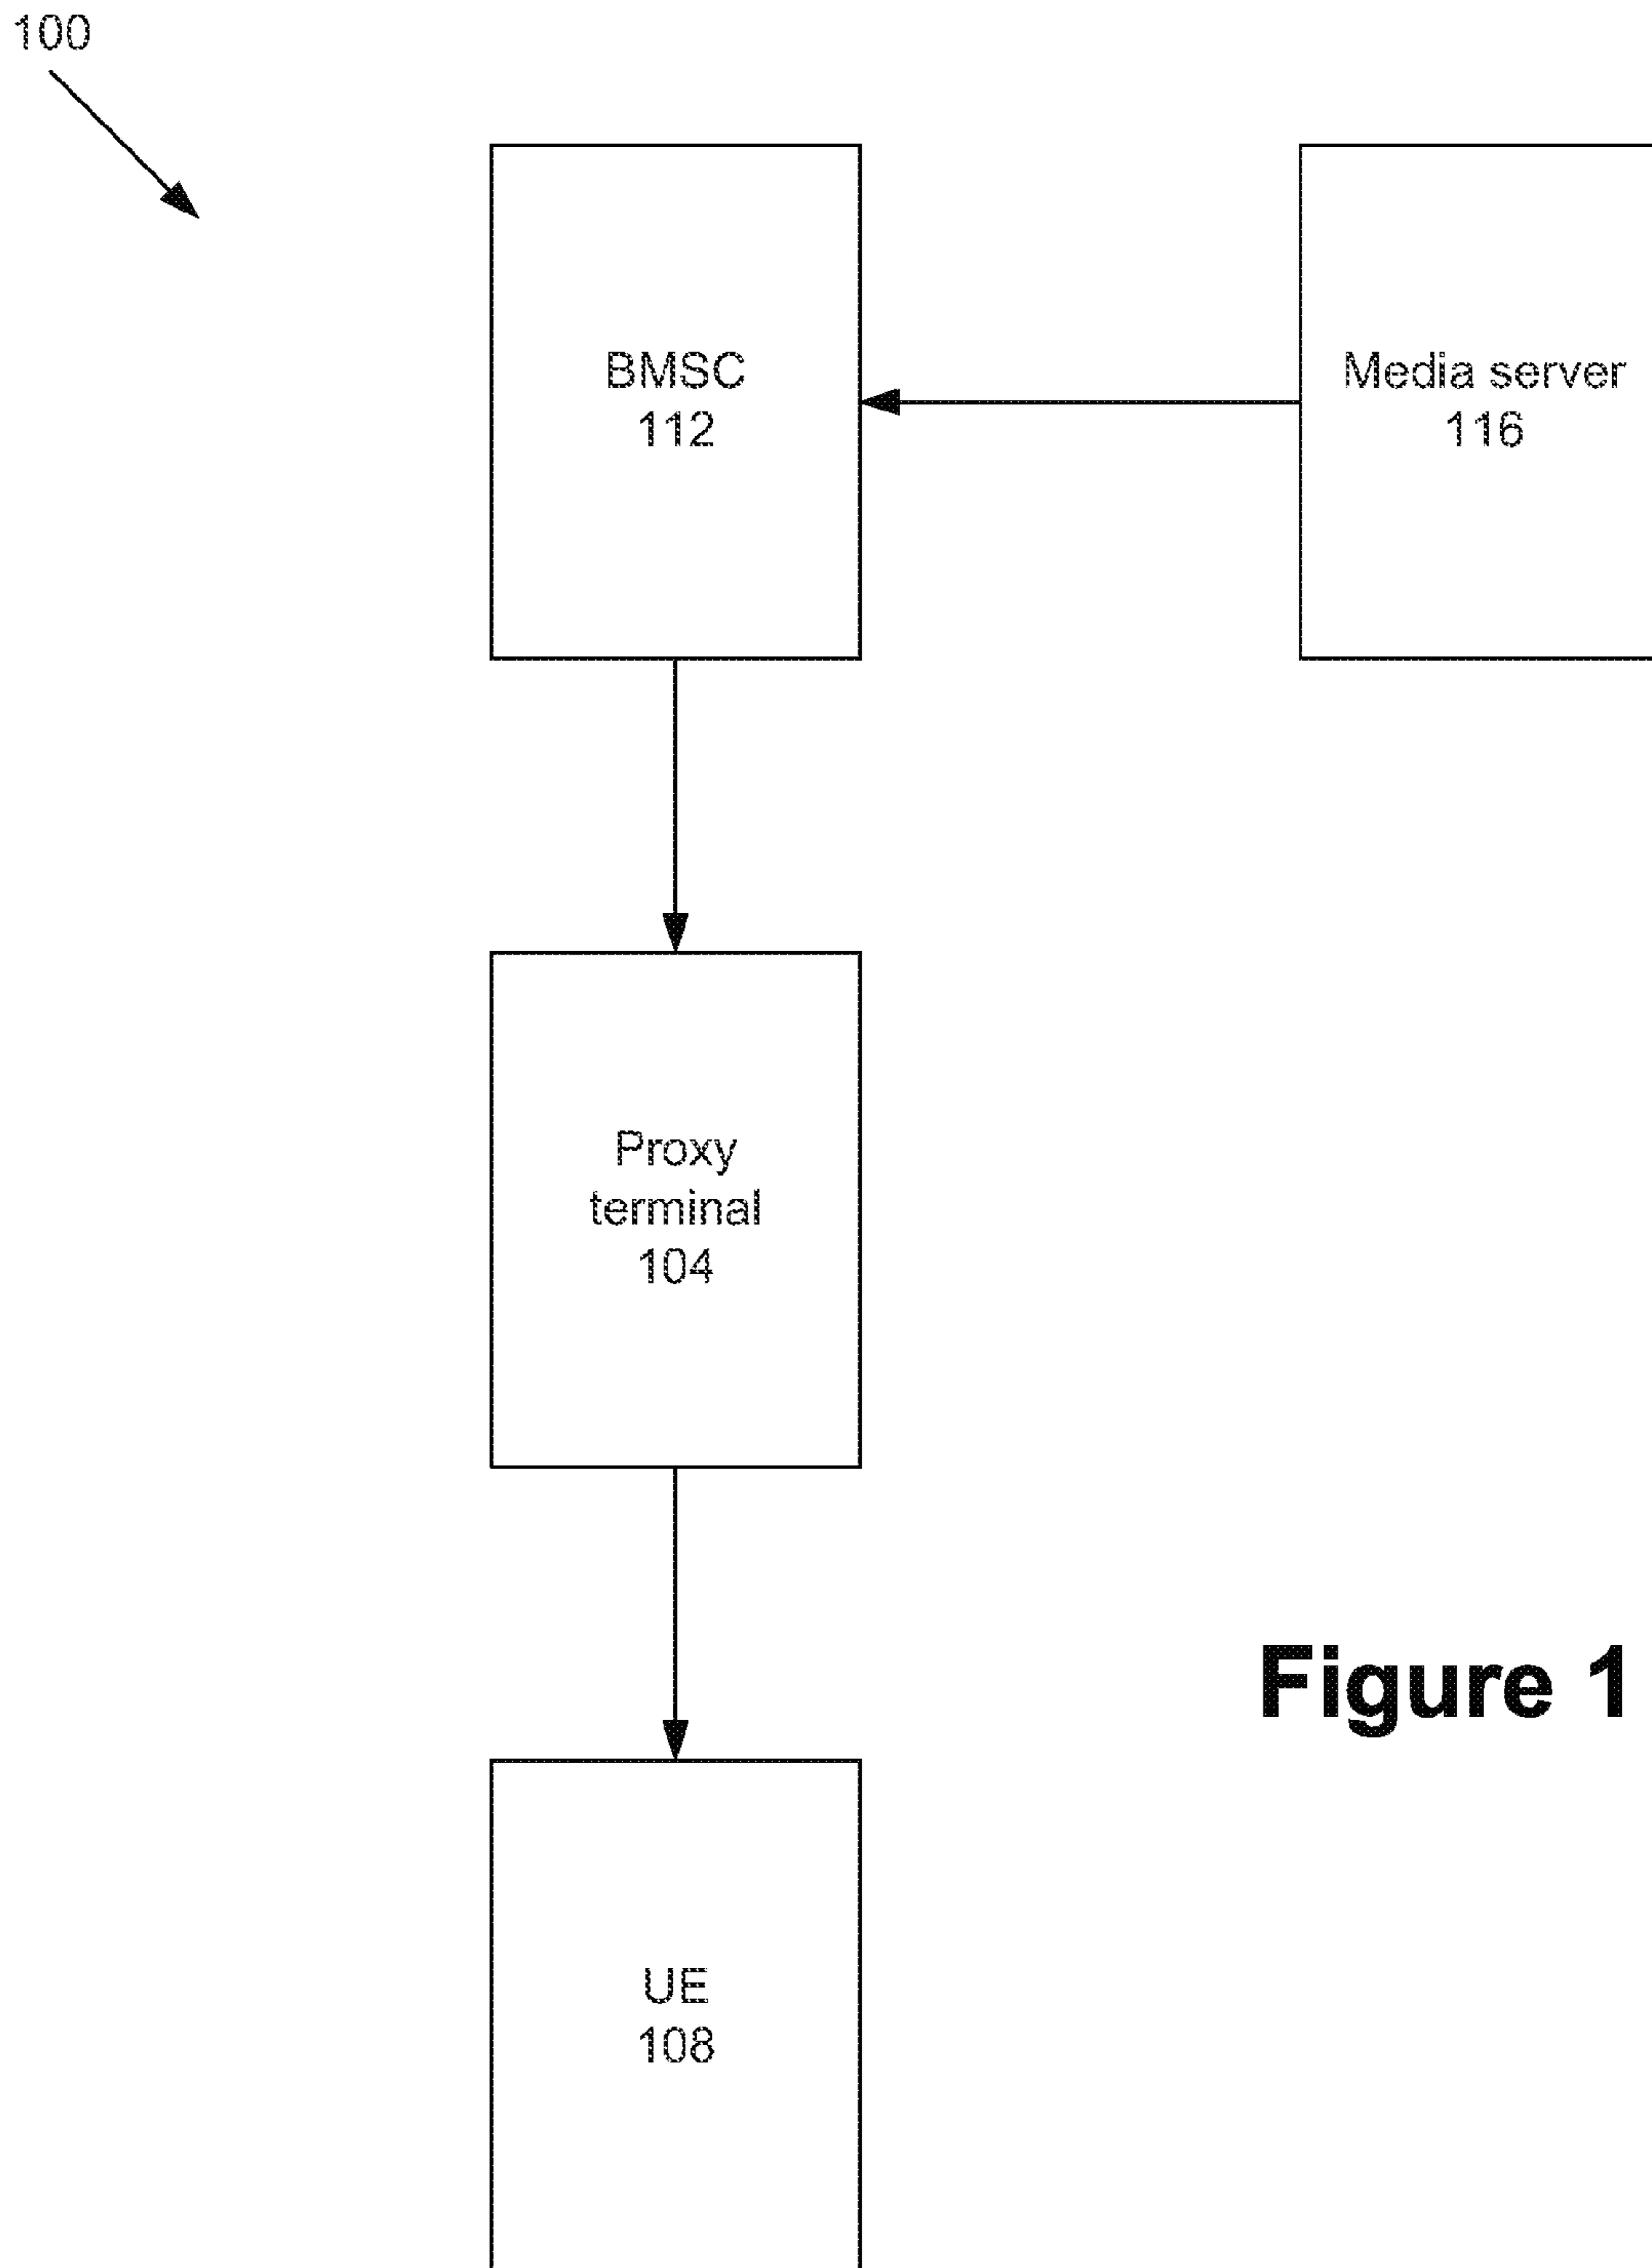 100
BMSC
112
Media server
116
Proxy
terminal
104
Figure 1
UE
108